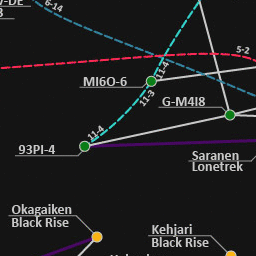 6-14
5-2
MI6O-6
11-4
11-3
G-M4I8
11-4
93PI-4
Saranen
Lonetrek
Okagaiken
Black Rise
Kehjari
Black Rise